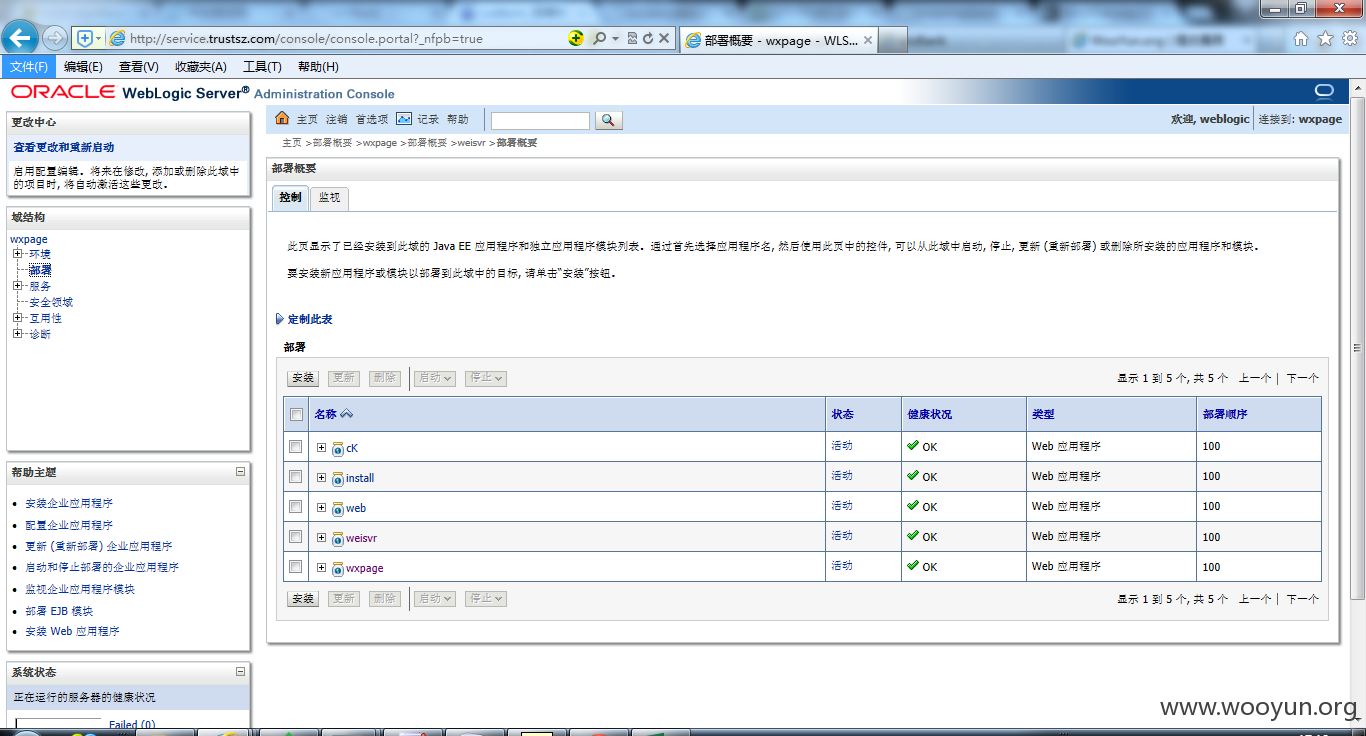 http://service.trustsz.com/console/console.portal?_nfpb=true
部署概要 - wxpage - WLS...
文件(F) 编辑(E) 查看(V) 收藏夹(A) 工具(T) 帮助(H)
ORACLE WebLogic Server® Administration Console
更改中心
查看更改和重新启动
启用配置编辑。将来在修改, 添加或删除此域中
的项目时, 将自动激活这些更改。
域结构
wxpage
环境
部署
服务
安全领域
互用性
诊断
帮助主题
安装企业应用程序
配置企业应用程序
更新 (重新部署) 企业应用程序
启动和停止部署的企业应用程序
监视企业应用程序模块
部署 EJB 模块
安装 Web 应用程序
系统状态
正在运行的服务器的健康状况
Failed (0)
主页 注销 首选项 记录 帮助
欢迎, weblogic 连接到: wxpage
主页 >部署概要 >wxpage >部署概要 >weisvr >部署概要
部署概要
控制 监视
此页显示了已经安装到此域的 Java EE 应用程序和独立应用程序模块列表。通过首先选择应用程序名, 然后使用此页中的控件, 可以从此域中启动, 停止, 更新 (重新部署) 或删除所安装的应用程序和模块。
要安装新应用程序或模块以部署到此域中的目标, 请单击“安装”按钮。
定制此表
部署
安装 更新 删除 启动 停止 显示 1 到 5 个, 共 5 个 上一个 | 下一个
名称 状态 健康状况 类型 部署顺序
cK 活动 OK Web 应用程序 100
install 活动 OK Web 应用程序 100
web 活动 OK Web 应用程序 100
weisvr 活动 OK Web 应用程序 100
wxpage 活动 OK Web 应用程序 100
安装 更新 删除 启动 停止 显示 1 到 5 个, 共 5 个 上一个 | 下一个
www.wooyun.org